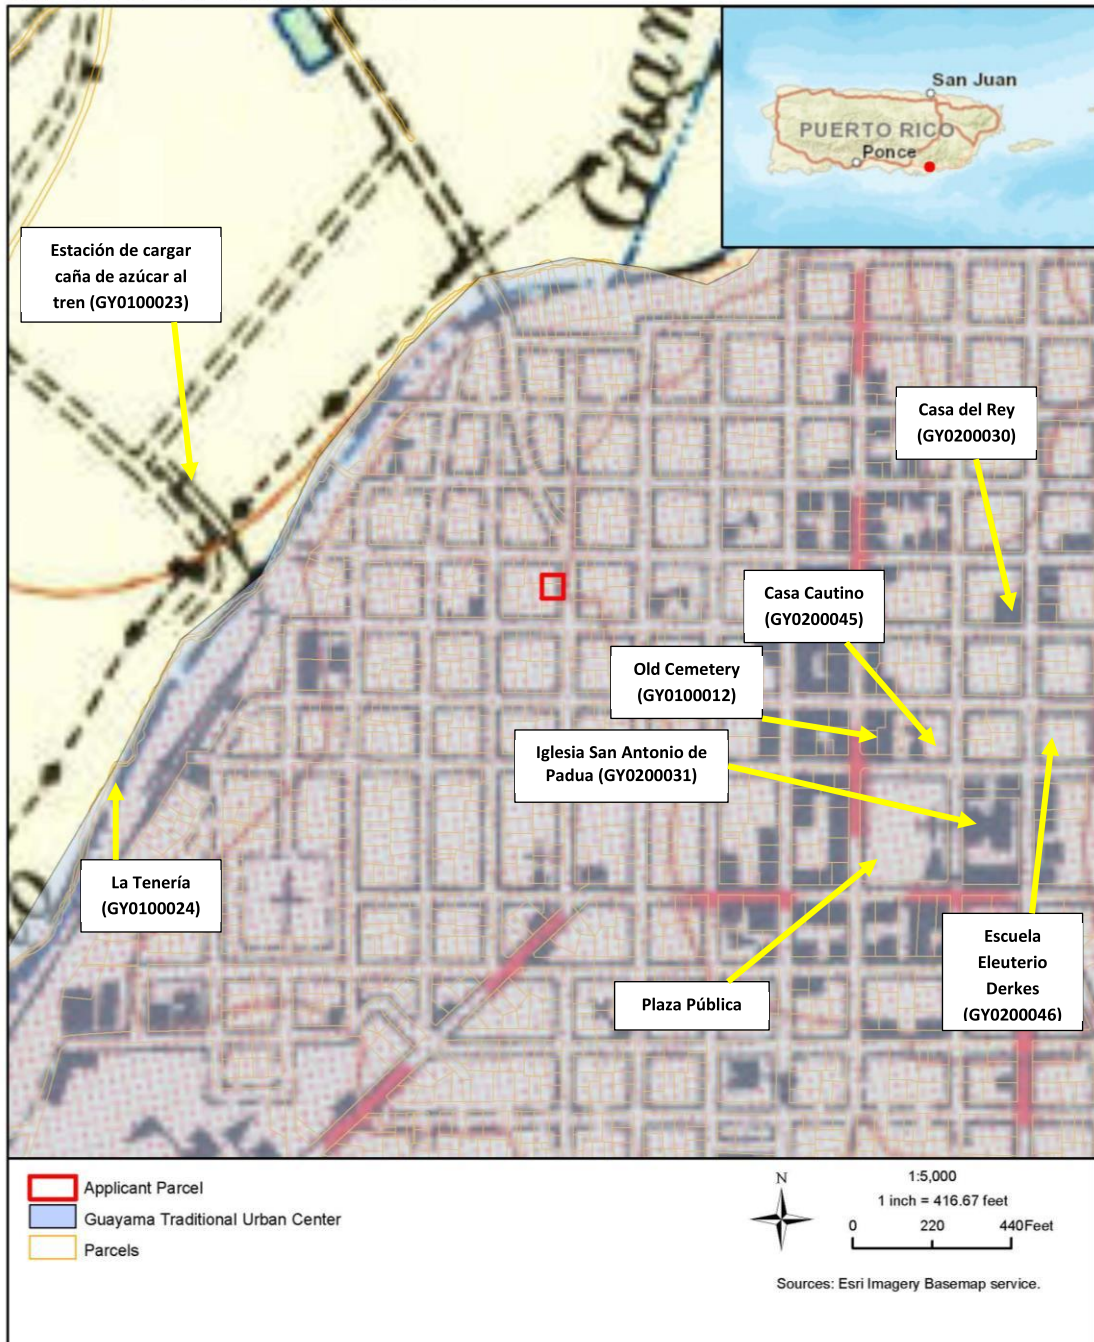 Grsan
San Juan
PUERTO RICO
Ponce
Estación de cargar
caña de azúcar al
tren (GY0100023)
Casa del Rey
(GY0200030)
Casa Cautino
(GY0200045)
Old Cemetery
(GY0100012)
Iglesia San Antonio de
Padua (GY0200031)
La Tenería
(GY0100024)
Plaza Pública
Escuela
Eleuterio
Derkes
(GY0200046)
Applicant Parcel
Guayama Traditional Urban Center
Parcels
N
1:5,000
1 inch = 416.67 feet
0 220 440Feet
Sources: Esri Imagery Basemap service.